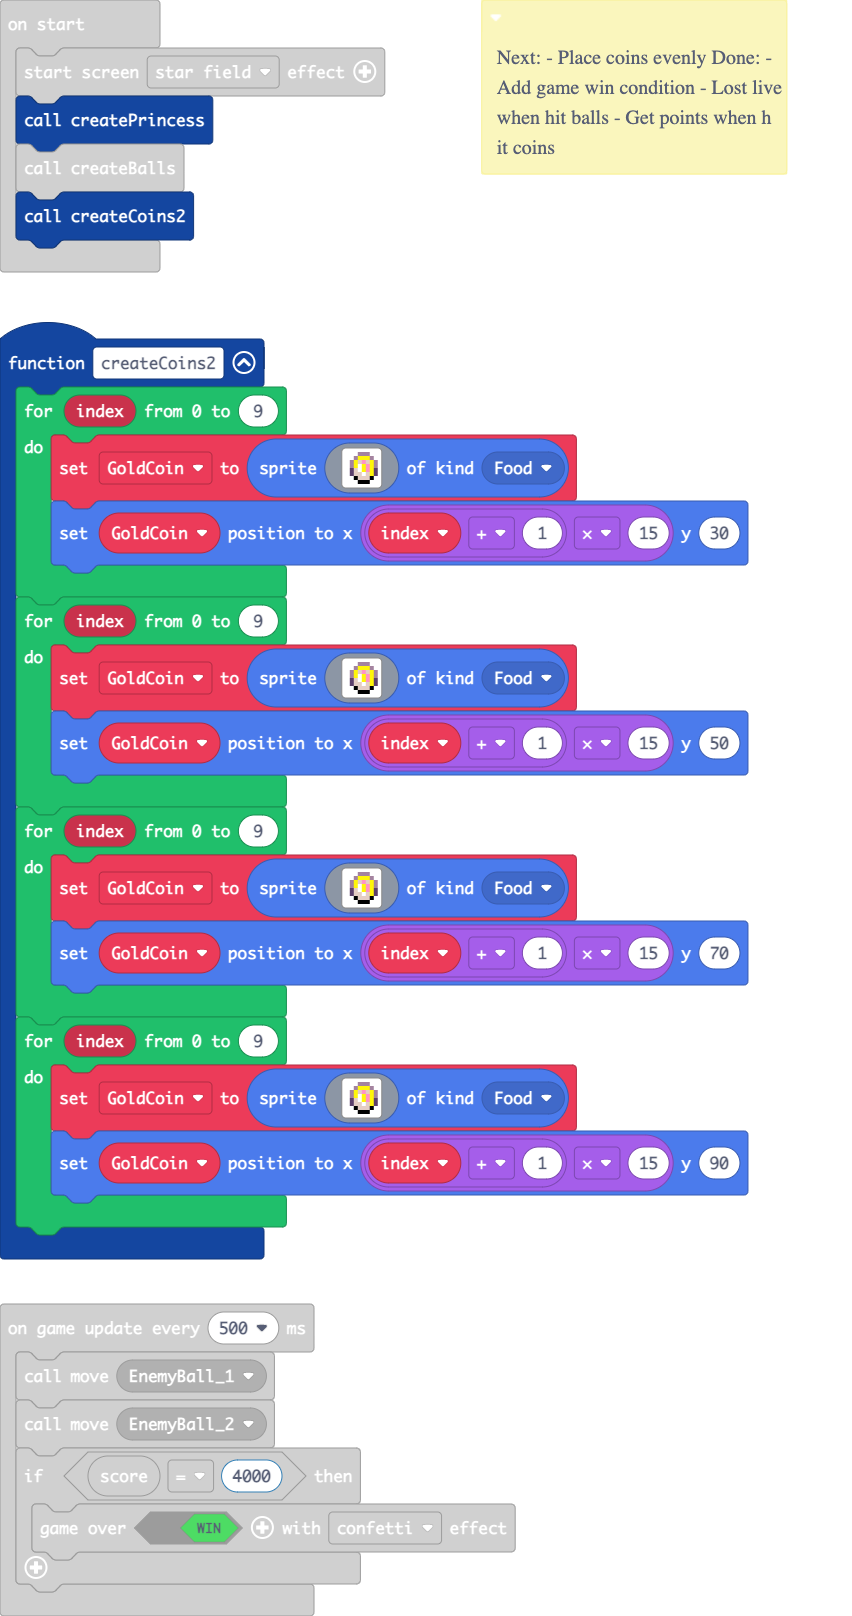 on start
start screen star field effect
call createPrincess
call createBalls
call createCoins2
Next: - Place coins evenly Done: -
Add game win condition - Lost live
when hit balls - Get points when h
it coins
function createCoins2
for index from 0 to 9
do
set GoldCoin to sprite of kind Food
set GoldCoin position to x index + 1 × 15 y 30
for index from 0 to 9
do
set GoldCoin to sprite of kind Food
set GoldCoin position to x index + 1 × 15 y 50
for index from 0 to 9
do
set GoldCoin to sprite of kind Food
set GoldCoin position to x index + 1 × 15 y 70
for index from 0 to 9
do
set GoldCoin to sprite of kind Food
set GoldCoin position to x index + 1 × 15 y 90
on game update every 500 ms
call move EnemyBall_1
call move EnemyBall_2
if score = 4000 then
game over WIN with confetti effect